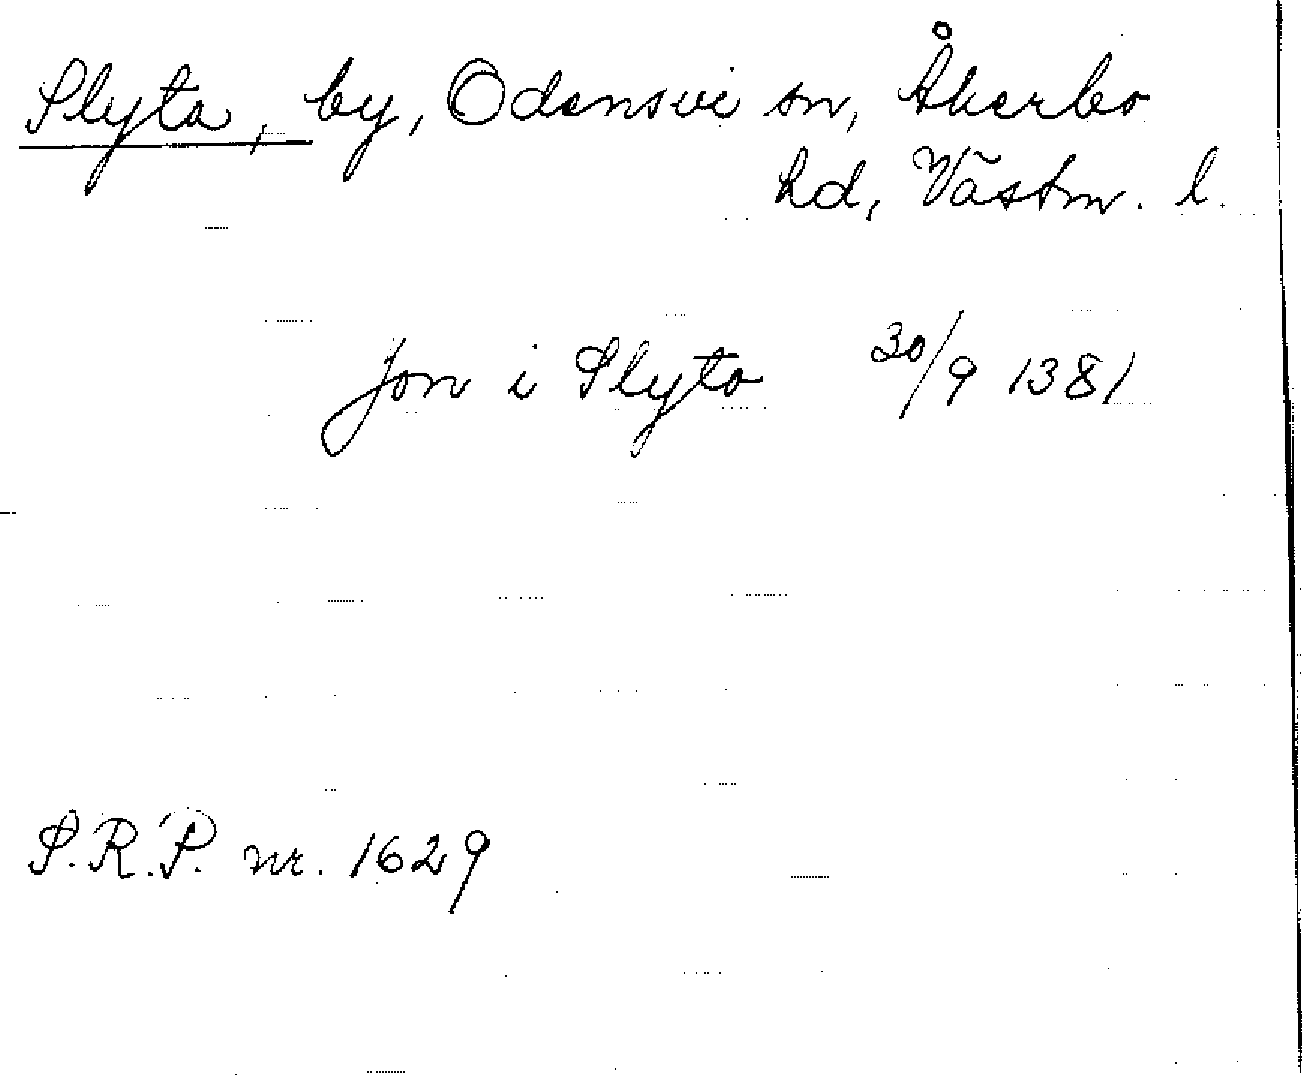 Slyta, by, Odensvi sn, Åkerbo
hd, Västm. l.
Jon i Slyto 30/9 1381
S.R.P. nr. 1629